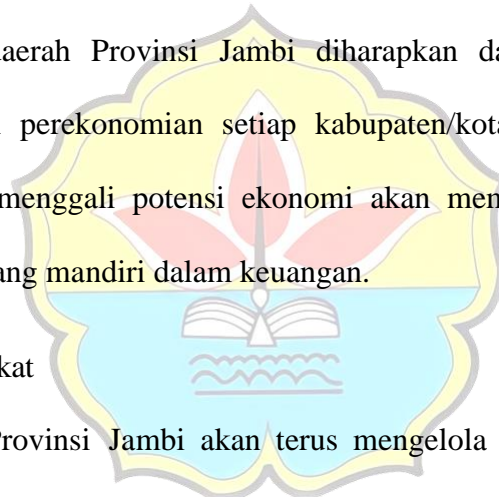 aerah Provinsi Jambi diharapkan da
perekonomian setiap kabupaten/kota
menggali potensi ekonomi akan men
ang mandiri dalam keuangan.
kat
Provinsi Jambi akan terus mengelola